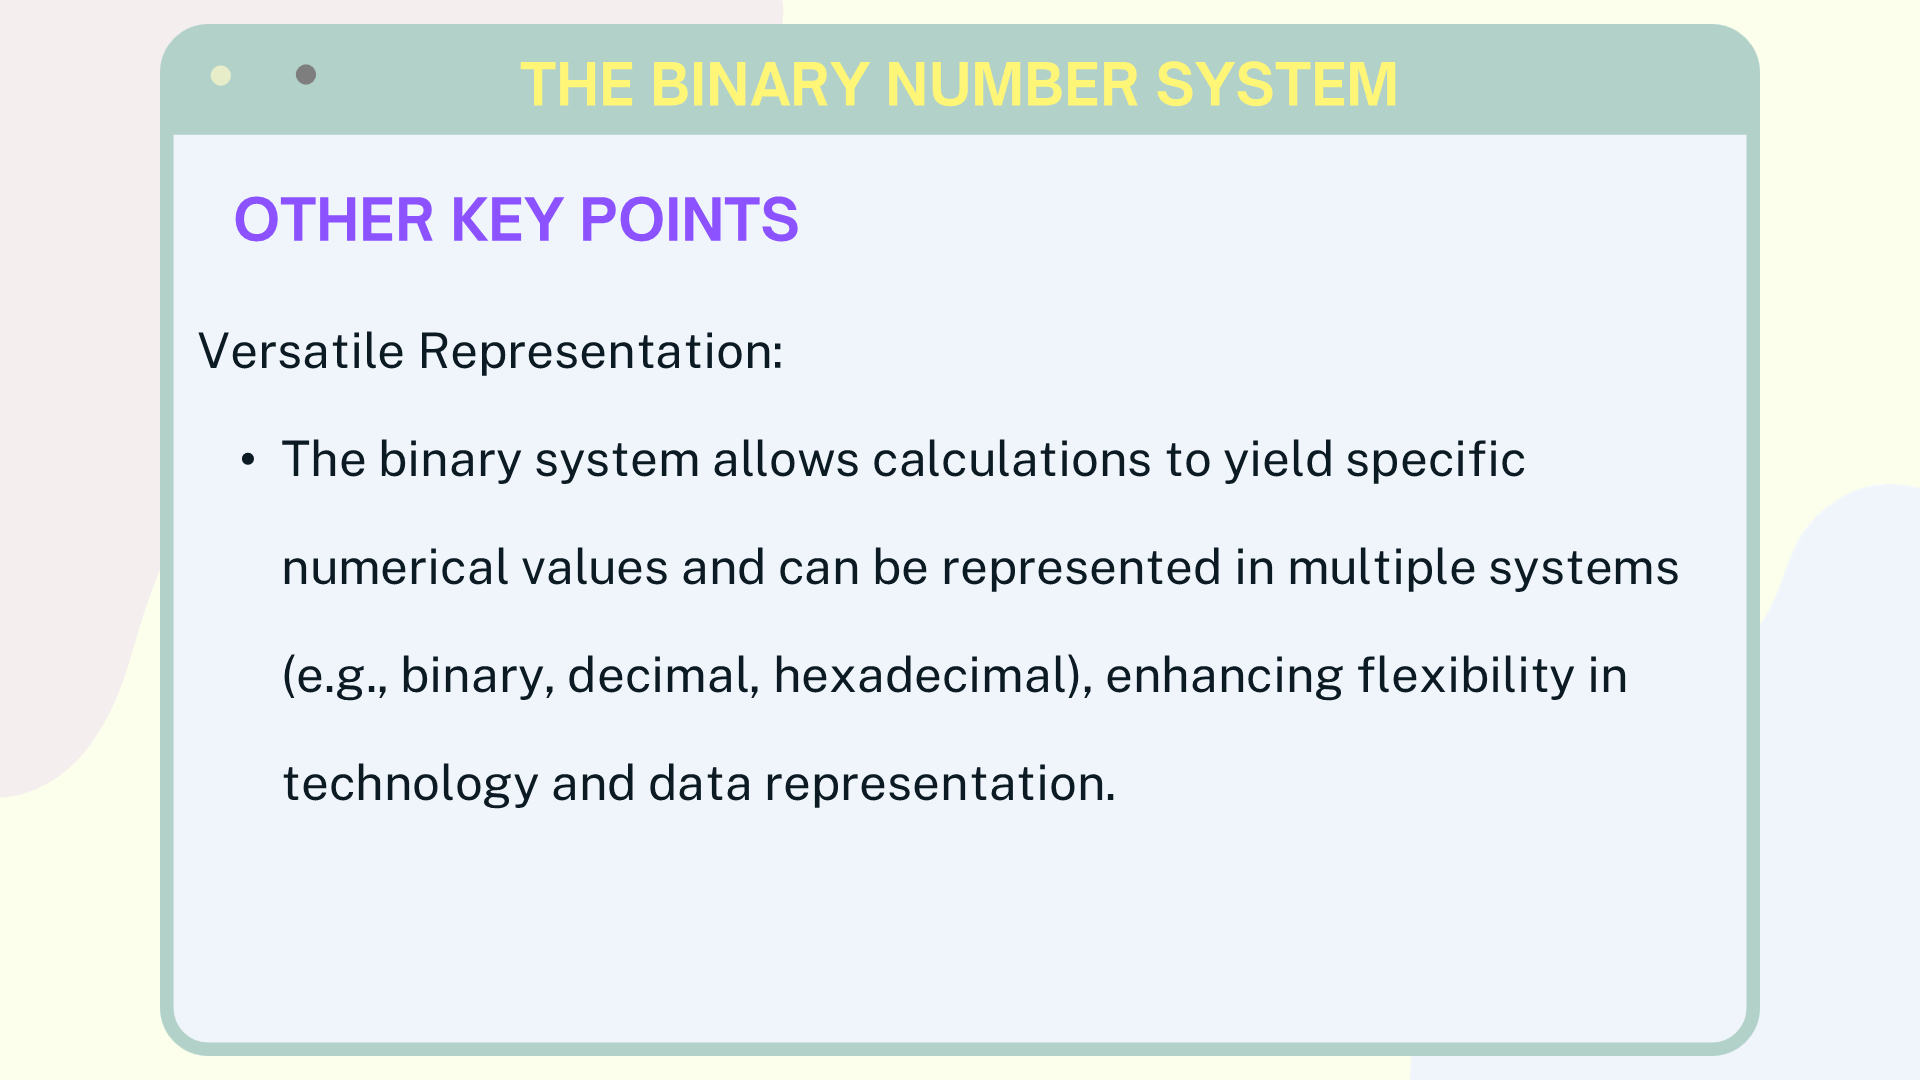 THE BINARY NUMBER SYSTEM
OTHER KEY POINTS
Versatile Representation:
• The binary system allows calculations to yield specific
numerical values and can be represented in multiple systems
(e.g., binary, decimal, hexadecimal), enhancing flexibility in
technology and data representation.